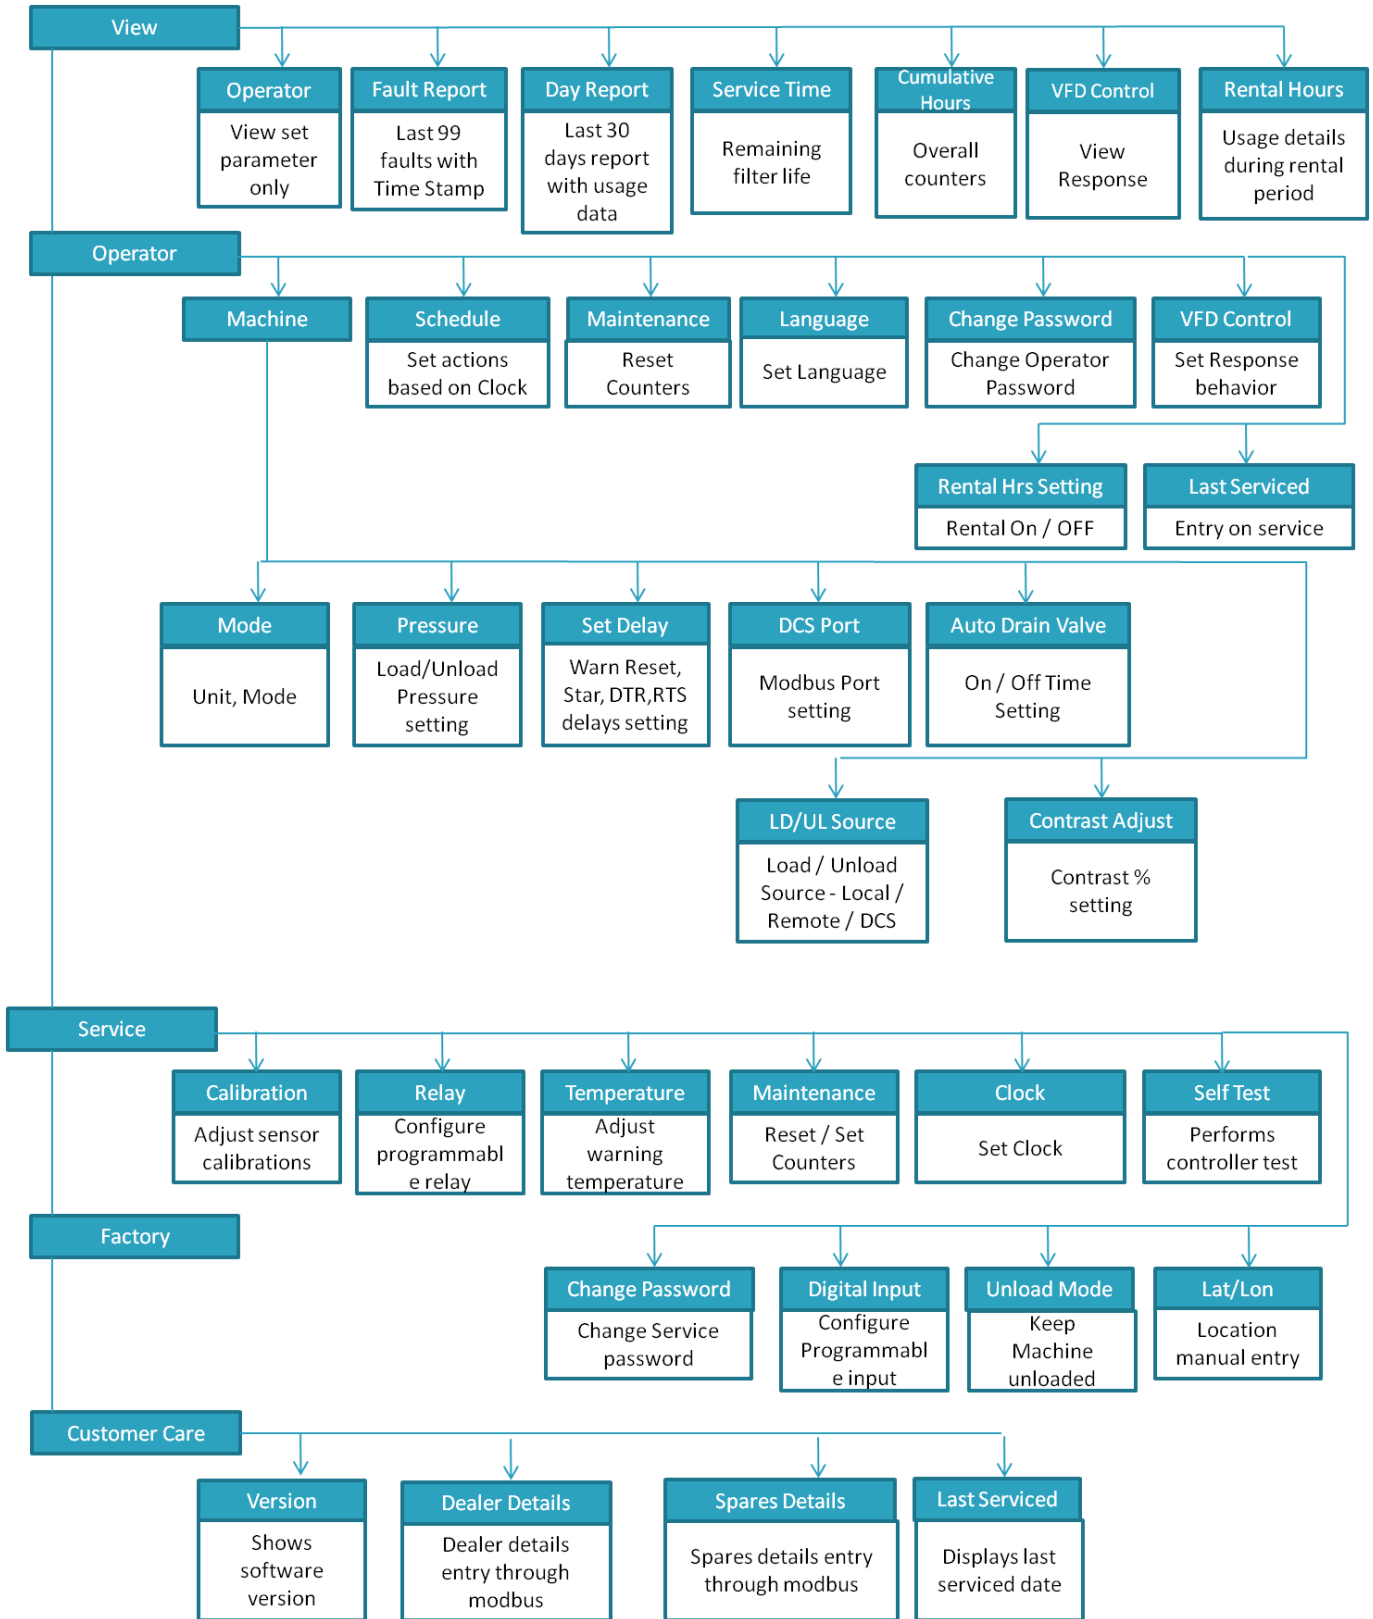 View
Operator
View set
parameter
only
Fault Report
Last 99
faults with
Time Stamp
Day Report
Last 30
days report
with usage
data
Service Time
Remaining
filter life
Cumulative
Hours
Overall
counters
VFD Control
View
Response
Rental Hours
Usage details
during rental
period
Operator
Machine
Schedule
Set actions
based on Clock
Maintenance
Reset
Counters
Language
Set Language
Change Password
Change Operator
Password
VFD Control
Set Response
behavior
Rental Hrs Setting
Rental On / OFF
Last Serviced
Entry on service
Mode
Unit, Mode
Pressure
Load/Unload
Pressure
setting
Set Delay
Warn Reset,
Star, DTR,RTS
delays setting
DCS Port
Modbus Port
setting
Auto Drain Valve
On / Off Time
Setting
LD/UL Source
Load / Unload
Source - Local /
Remote / DCS
Contrast Adjust
Contrast %
setting
Service
Calibration
Adjust sensor
calibrations
Relay
Configure
programmabl
e relay
Temperature
Adjust
warning
temperature
Maintenance
Reset / Set
Counters
Clock
Set Clock
Self Test
Performs
controller test
Factory
Change Password
Change Service
password
Digital Input
Configure
Programmabl
e input
Unload Mode
Keep
Machine
unloaded
Lat/Lon
Location
manual entry
Customer Care
Version
Shows
software
version
Dealer Details
Dealer details
entry through
modbus
Spares Details
Spares details entry
through modbus
Last Serviced
Displays last
serviced date